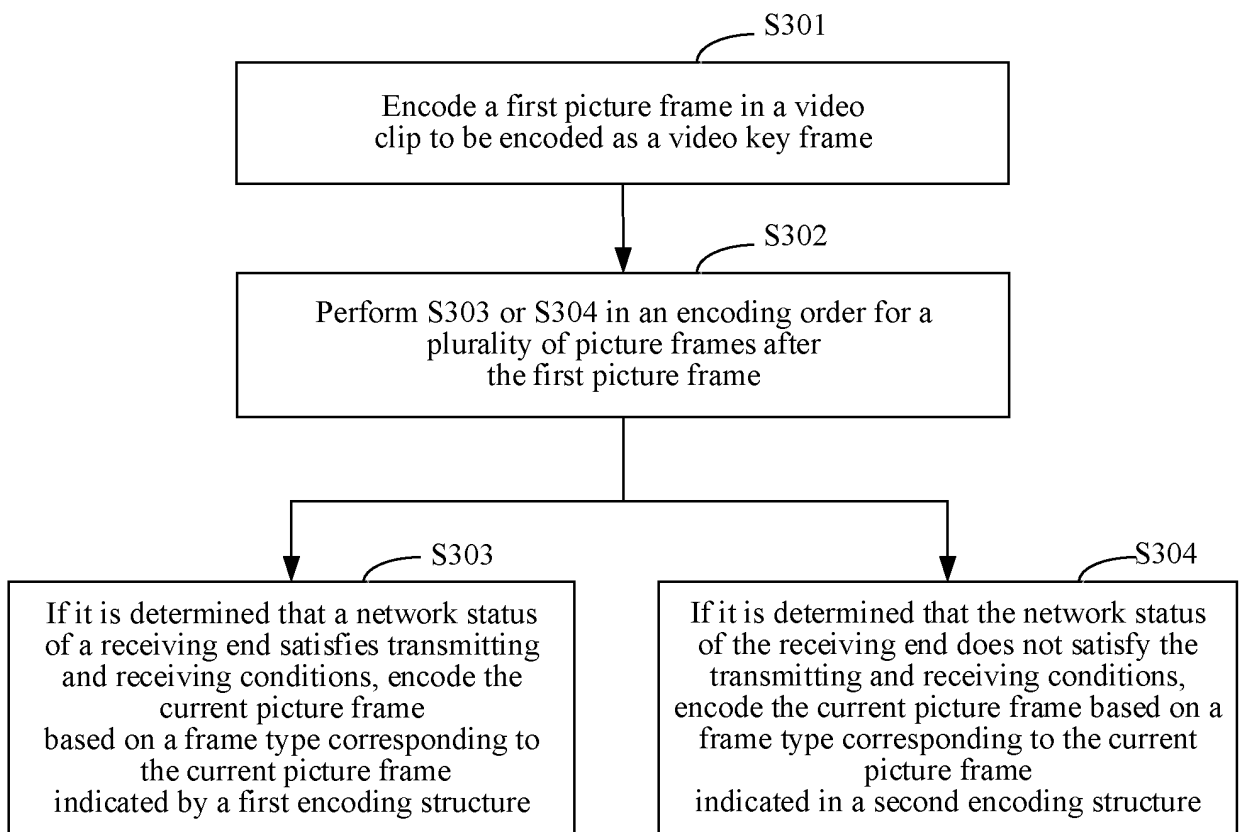 S301
Encode a first picture frame in a video
clip to be encoded as a video key frame
S302
Perform S303 or S304 in an encoding order for a
plurality of picture frames after
the first picture frame
S303
If it is determined that a network status
of a receiving end satisfies transmitting
and receiving conditions, encode the
current picture frame
based on a frame type corresponding to
the current picture frame
indicated by a first encoding structure
S304
If it is determined that the network status
of the receiving end does not satisfy the
transmitting and receiving conditions,
encode the current picture frame based on a
frame type corresponding to the current
picture frame
indicated in a second encoding structure